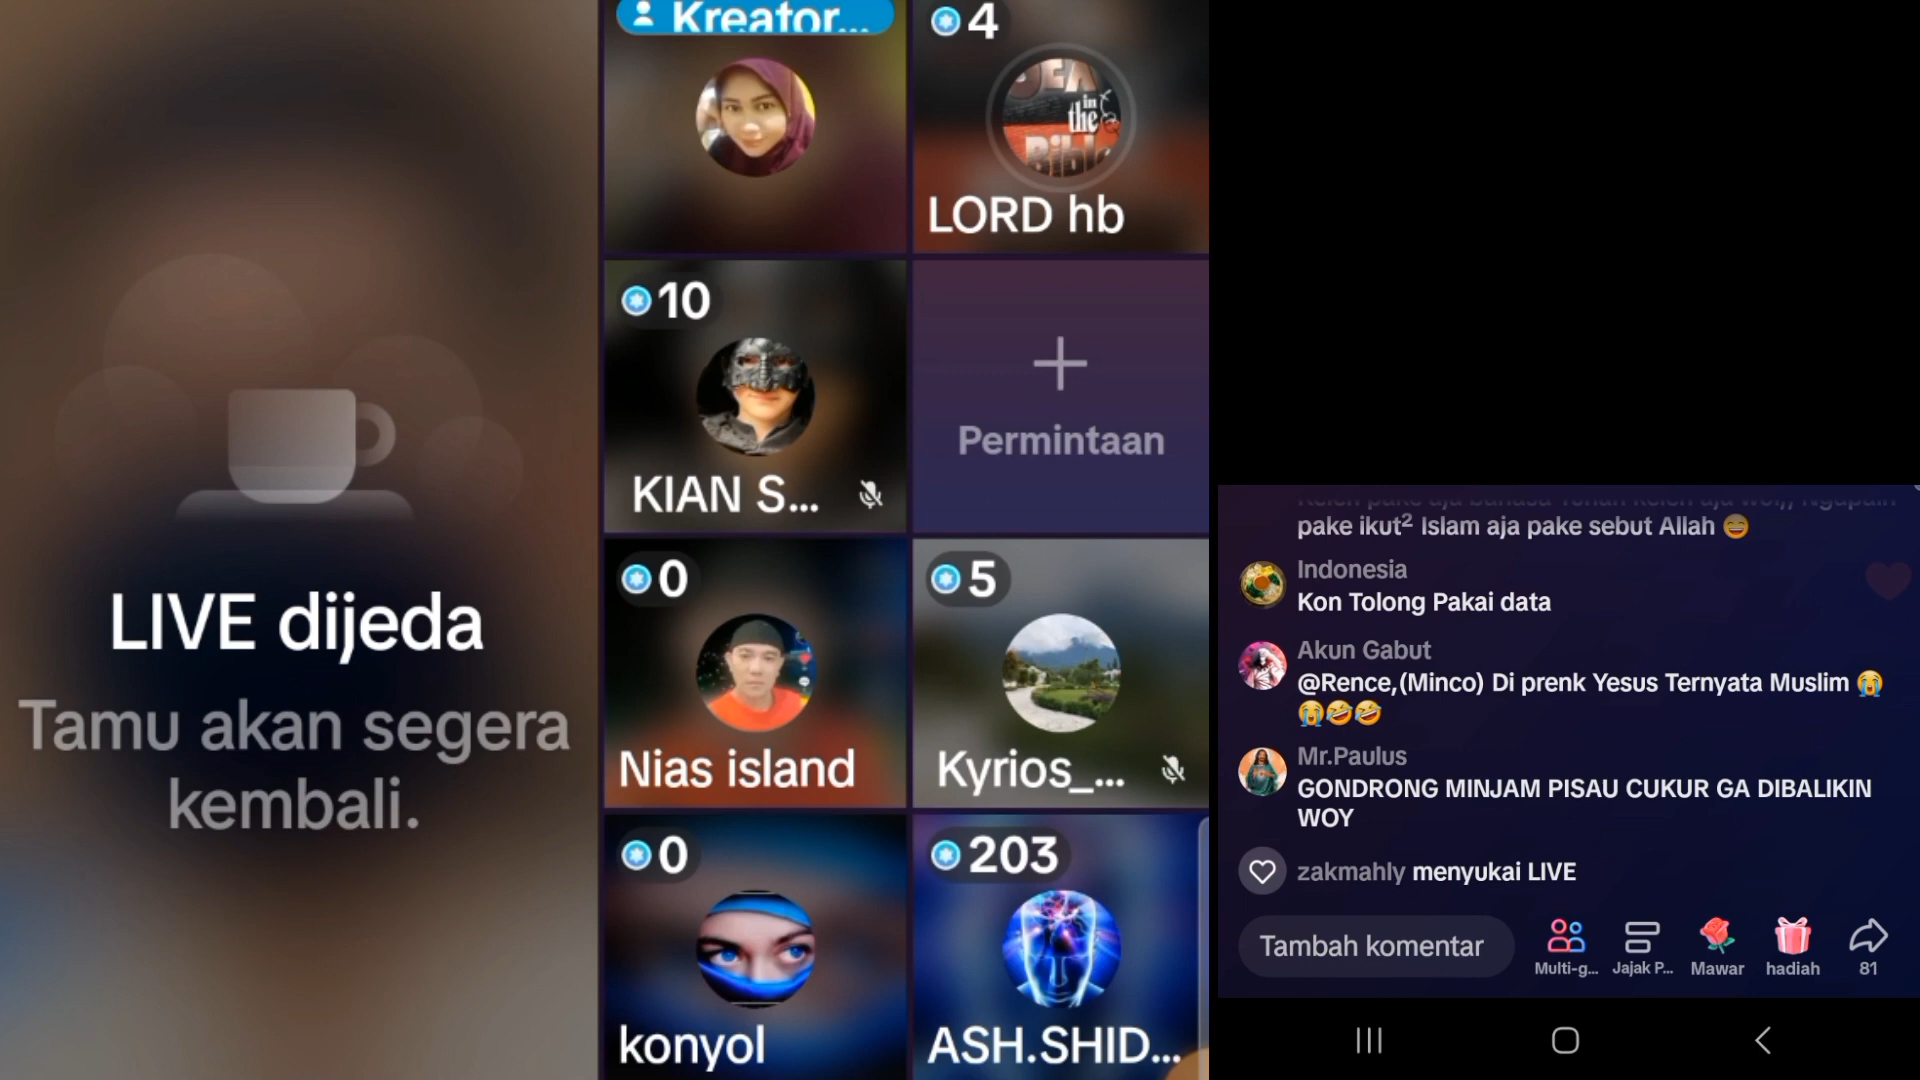 LIVE dijeda
Tamu akan segera
kembali.
Kreator...
4
in
the
Bible
LORD hb
10
KIAN S...
Permintaan
0
Nias island
5
Kyrios_...
0
konyol
203
ASH.SHID...
pake ikut² Islam aja pake sebut Allah 😄
Indonesia
Kon Tolong Pakai data
Akun Gabut
@Rence,(Minco) Di prenk Yesus Ternyata Muslim 😭
😭🤣🤣
Mr.Paulus
GONDRONG MINJAM PISAU CUKUR GA DIBALIKIN
WOY
zakmahly menyukai LIVE
Tambah komentar
Multi-g...
Jajak P...
Mawar
hadiah
81